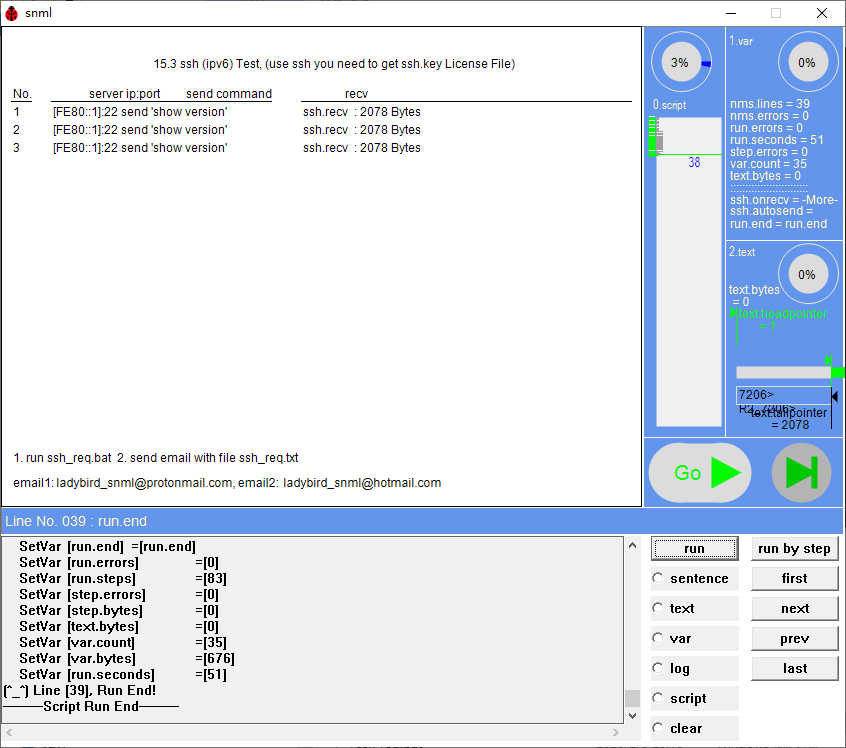 snml
15.3 ssh (ipv6) Test, (use ssh you need to get ssh.key License File)
No. server ip:port send command recv
1 [FE80::1]:22 send 'show version' ssh.recv : 2078 Bytes
2 [FE80::1]:22 send 'show version' ssh.recv : 2078 Bytes
3 [FE80::1]:22 send 'show version' ssh.recv : 2078 Bytes
1. run ssh_req.bat 2. send email with file ssh_req.txt
email1: ladybird_snml@protonmail.com, email2: ladybird_snml@hotmail.com
3%
0.script
38
1.var
0%
nms.lines = 39
nms.errors = 0
run.errors = 0
run.seconds = 51
step.errors = 0
var.count = 35
text.bytes = 0
ssh.onrecv = -More-
ssh.autosend =
run.end = run.end
2.text
0%
text.bytes
= 0
text.headpointer
= 1
7206>
R2_7206>
text.tailpointer
= 2078
Go
Line No. 039 : run.end
SetVar [run.end] =[run.end]
SetVar [run.errors] =[0]
SetVar [run.steps] =[83]
SetVar [step.errors] =[0]
SetVar [step.bytes] =[0]
SetVar [text.bytes] =[0]
SetVar [var.count] =[35]
SetVar [var.bytes] =[676]
SetVar [run.seconds] =[51]
(^_^) Line [39], Run End!
———Script Run End———
run
run by step
sentence
first
text
next
var
prev
log
last
script
clear